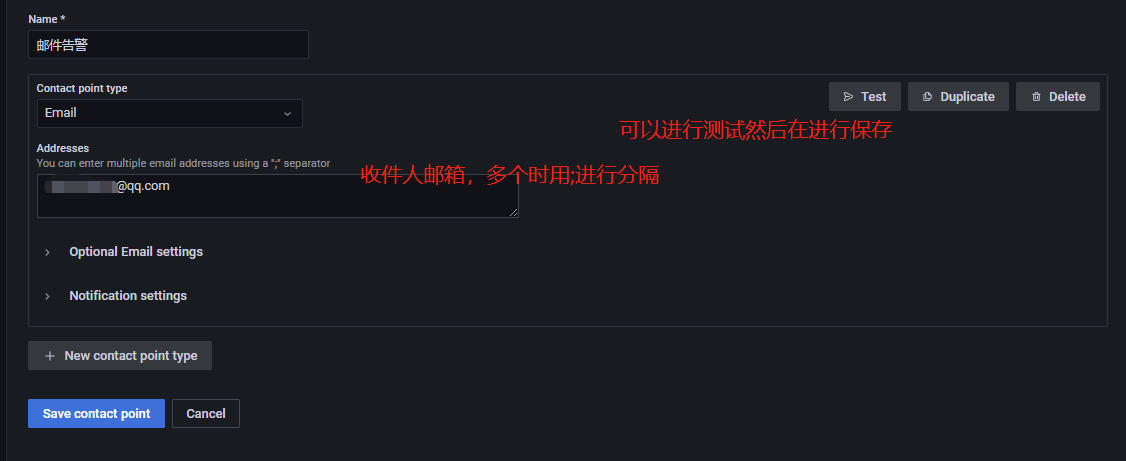 Name *
邮件告警
Contact point type
Test
Duplicate
Delete
Email
可以进行测试然后在进行保存
Addresses
You can enter multiple email addresses using a ";" separator
收件人邮箱，多个时用;进行分隔
@qq.com
Optional Email settings
Notification settings
New contact point type
Save contact point
Cancel